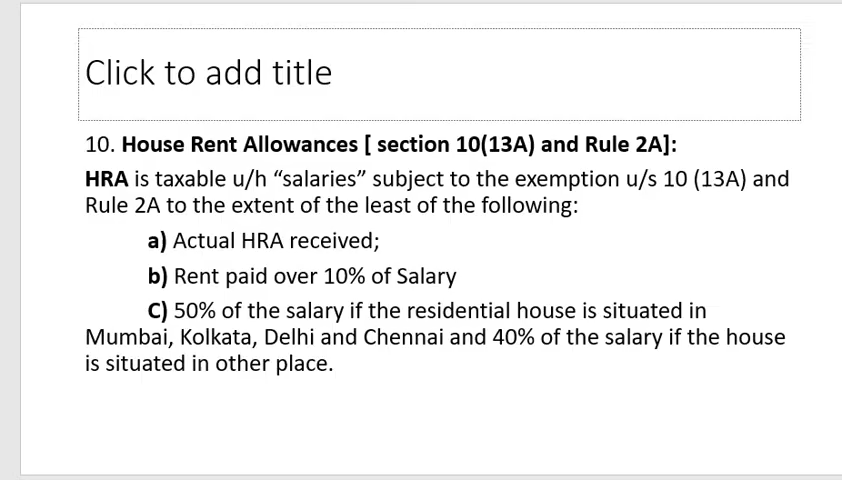 Click to add title
10. House Rent Allowances [ section 10(13A) and Rule 2A]:
HRA is taxable u/h “salaries” subject to the exemption u/s 10 (13A) and
Rule 2A to the extent of the least of the following:
a) Actual HRA received;
b) Rent paid over 10% of Salary
C) 50% of the salary if the residential house is situated in
Mumbai, Kolkata, Delhi and Chennai and 40% of the salary if the house
is situated in other place.